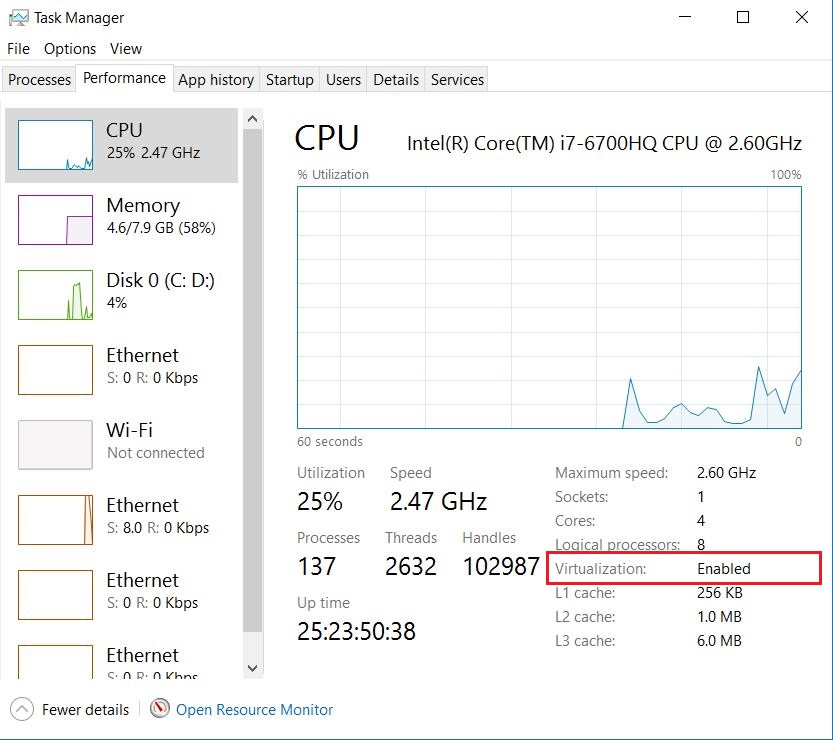 Task Manager
File Options View
Processes Performance App history Startup Users Details Services
CPU
25% 2.47 GHz
Memory
4.6/7.9 GB (58%)
Disk 0 (C: D:)
4%
Ethernet
S: 0 R: 0 Kbps
Wi-Fi
Not connected
Ethernet
S: 8.0 R: 0 Kbps
Ethernet
S: 0 R: 0 Kbps
Ethernet
S: 0 R: 0 Kbps
CPU Intel(R) Core(TM) i7-6700HQ CPU @ 2.60GHz
% Utilization 100%
60 seconds 0
Utilization Speed
25% 2.47 GHz
Processes Threads Handles
137 2632 102987
Up time
25:23:50:38
Maximum speed: 2.60 GHz
Sockets: 1
Cores: 4
Logical processors: 8
Virtualization: Enabled
L1 cache: 256 KB
L2 cache: 1.0 MB
L3 cache: 6.0 MB
Fewer details Open Resource Monitor